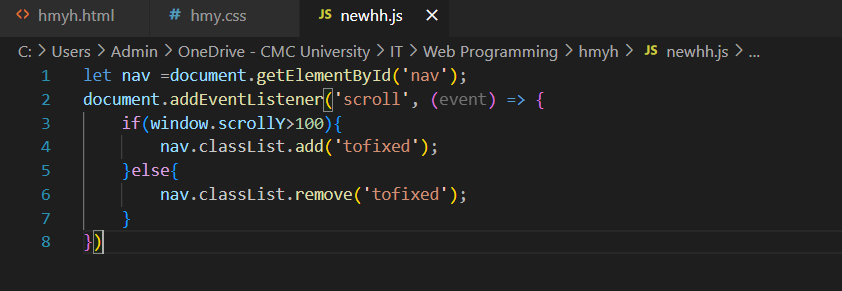 hmyh.html # hmy.css JS newhh.js ×
C: > Users > Admin > OneDrive - CMC University > IT > Web Programming > hmyh > JS newhh.js > ...
1 let nav =document.getElementById('nav');
2 document.addEventListener('scroll', (event) => {
3 if(window.scrollY>100){
4 nav.classList.add('tofixed');
5 }else{
6 nav.classList.remove('tofixed');
7 }
8 })